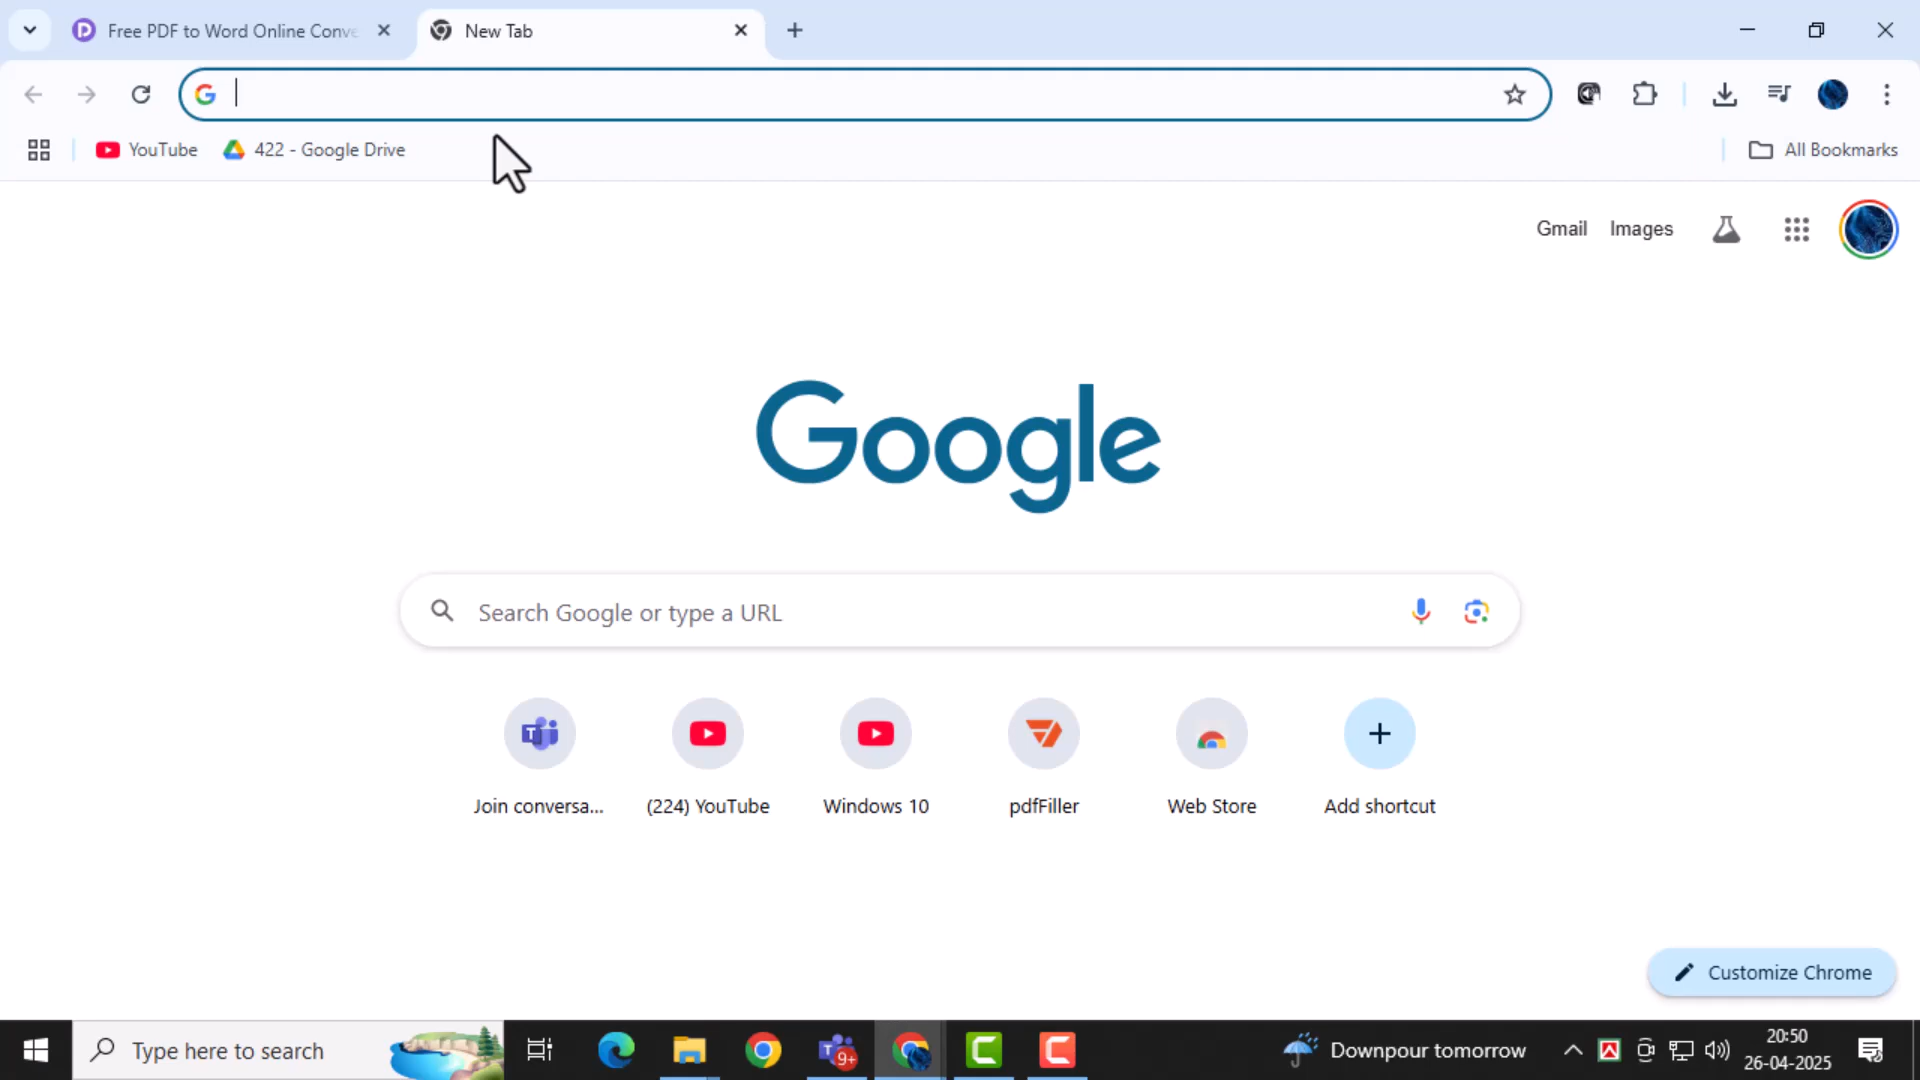 Free PDF to Word Online Conve
New Tab
YouTube
422 - Google Drive
All Bookmarks
Gmail
Images
Google
Search Google or type a URL
Join conversa...
(224) YouTube
Windows 10
pdfFiller
Web Store
Add shortcut
Customize Chrome
Type here to search
9+
Downpour tomorrow
20:50
26-04-2025